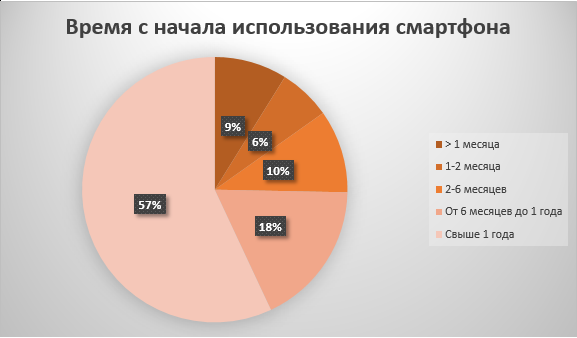 Время с начала использования смартфона
9%
6%
10%
18%
57%
> 1 месяца
1-2 месяца
2-6 месяцев
От 6 месяцев до 1 года
Свыше 1 года